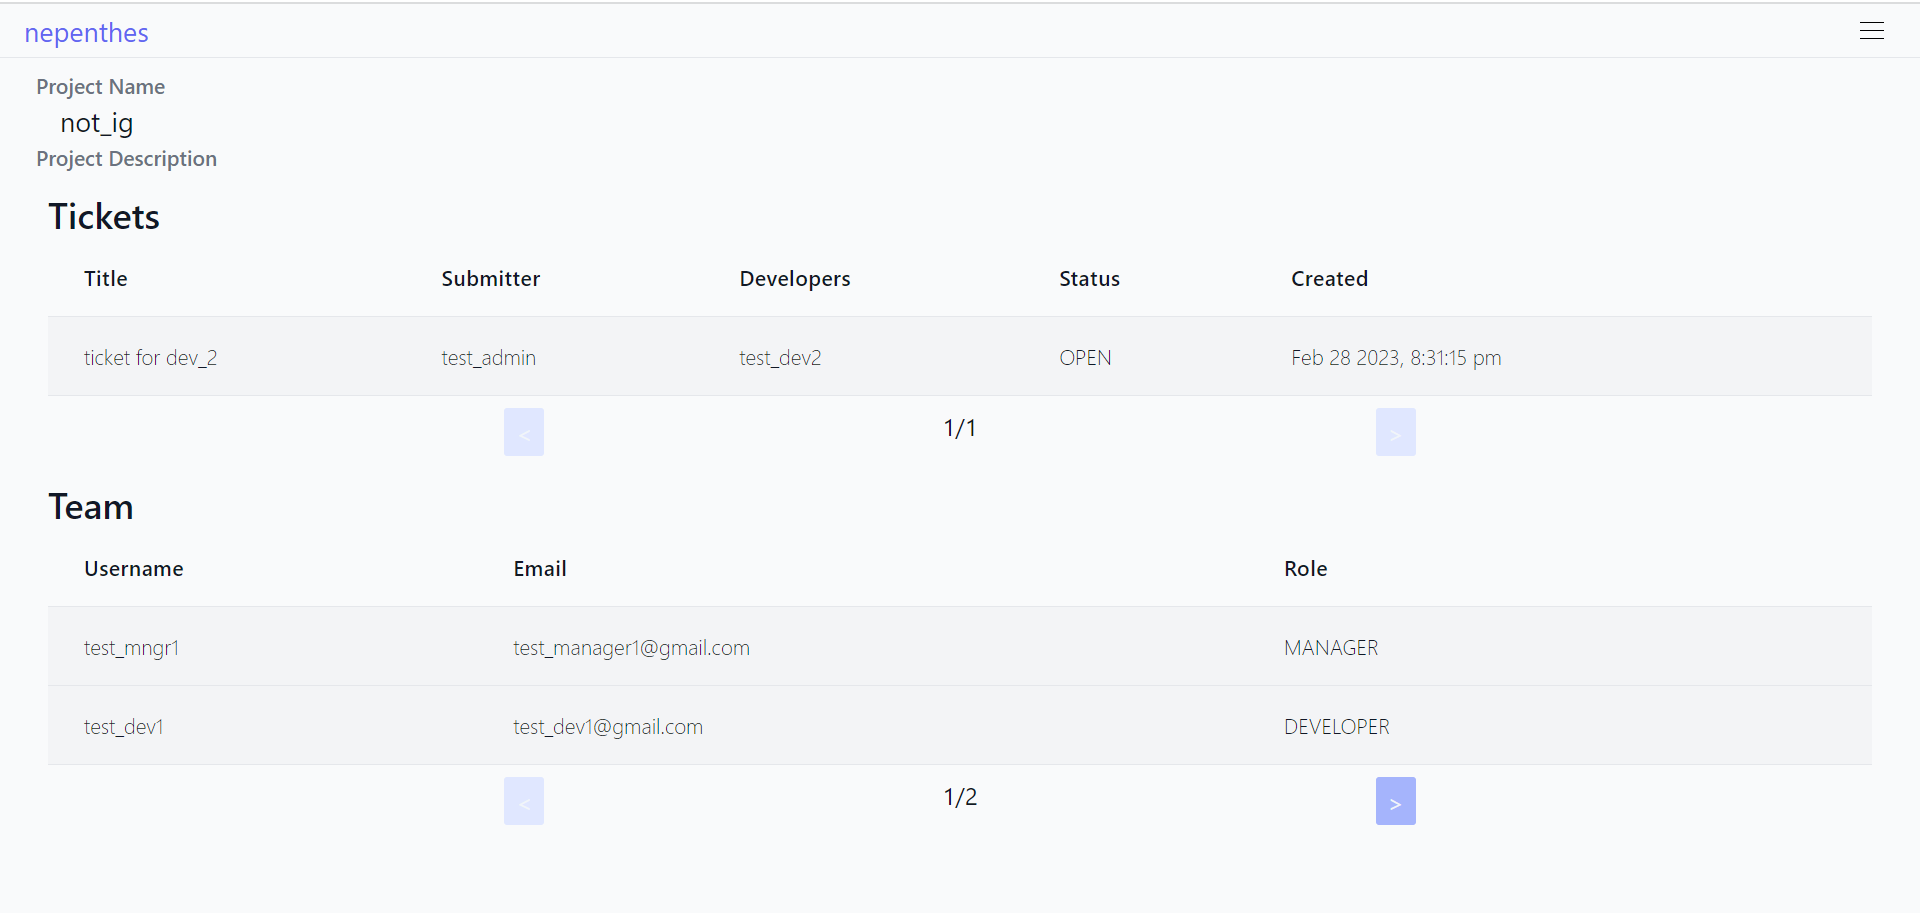 nepenthes
Project Name
not_ig
Project Description
Tickets
Title Submitter Developers Status Created
ticket for dev_2 test_admin test_dev2 OPEN Feb 28 2023, 8:31:15 pm
< 1/1 >
Team
Username Email Role
test_mngr1 test_manager1@gmail.com MANAGER
test_dev1 test_dev1@gmail.com DEVELOPER
< 1/2 >